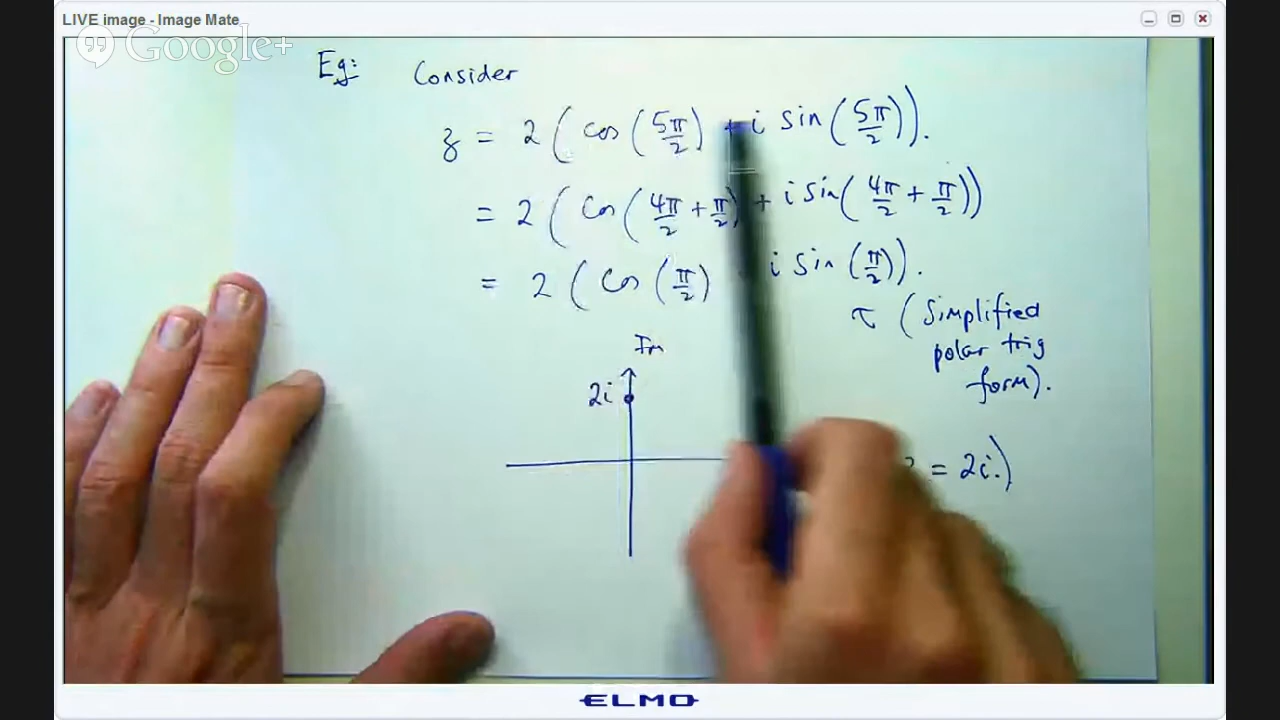 LIVE image - Image Mate
Google+
Eg: Consider
z = 2 ( cos (5π/2) + i sin (5π/2) ).
= 2 ( cos (4π/2 + π/2) + i sin ( 4π/2 + π/2 ) )
= 2 ( cos (π/2) i sin (π/2) ).
( simplified
polar trig
form).
Im
2i
= 2i.)
ELMO